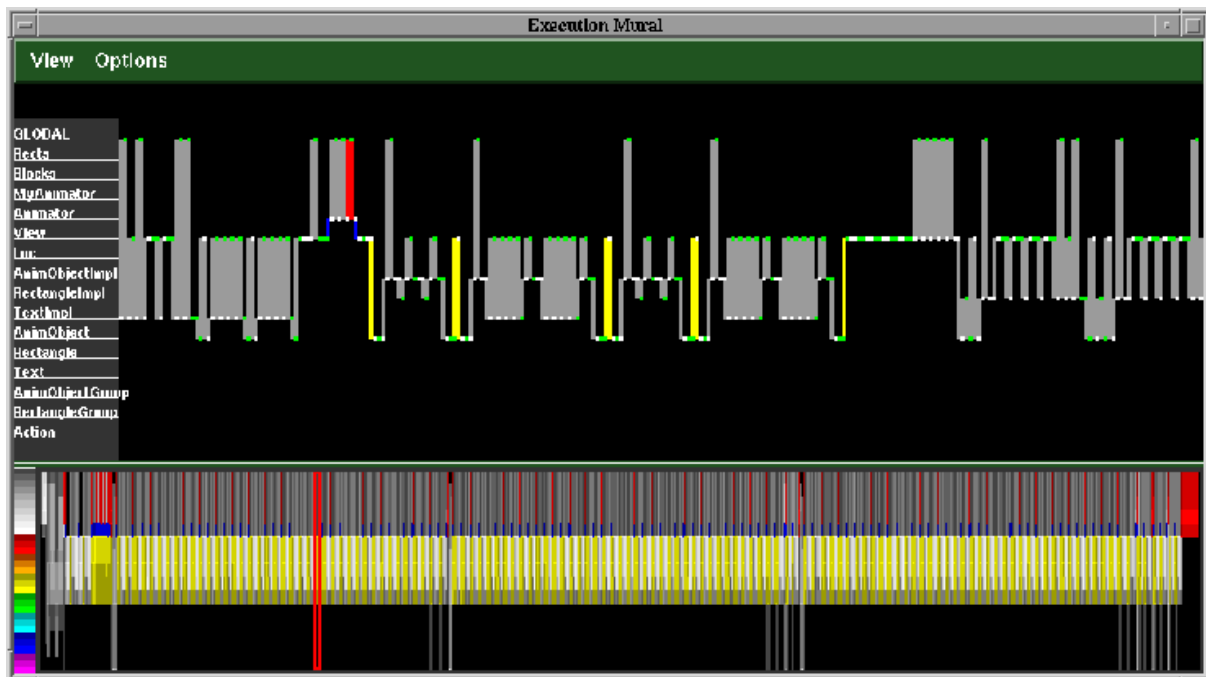 Execution Mural
View Options
GLOBAL
Rects
Blocks
MyAnimator
Animator
View
AnimObjectImpl
RectangleImpl
TextImpl
AnimObject
Rectangle
Text
AnimObjectGroup
RectangleGroup
Action